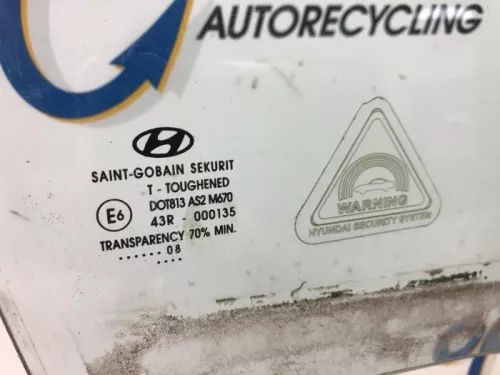 AUTORECYCLING
SAINT-GOBAIN SEKURIT
T - TOUGHENED
E6
DOT813 AS2 M670
43R 000135
TRANSPARENCY 70% MIN.
...... 08
....
WARNING
HYUNDAI SECURITY SYSTEM